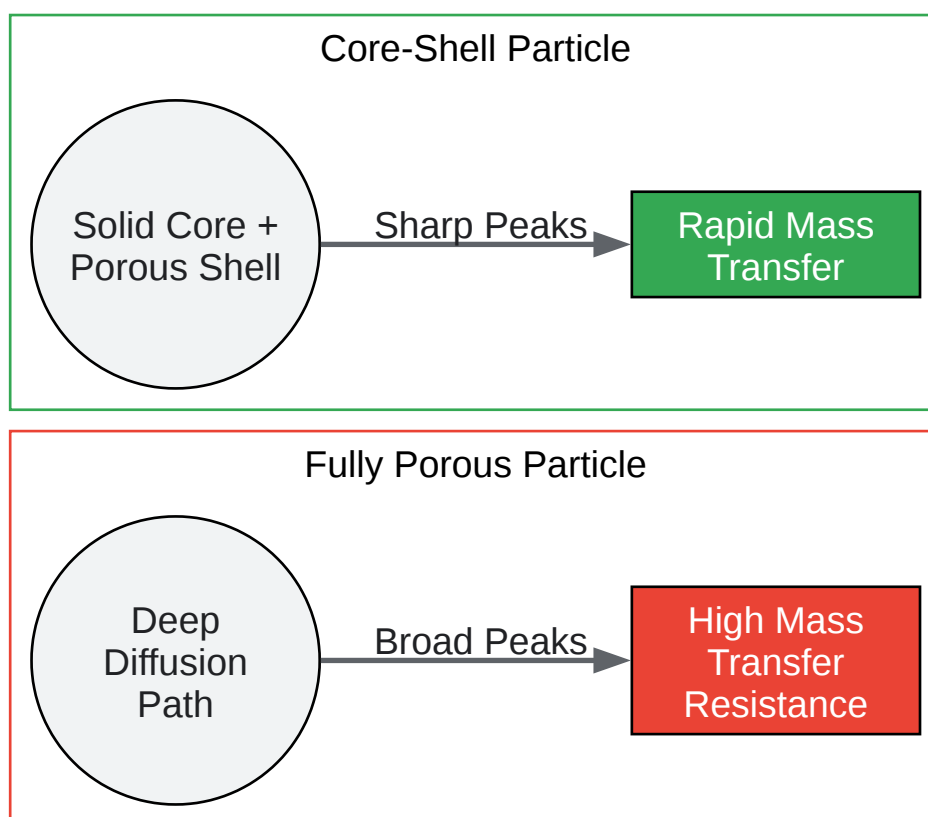 Core-Shell Particle
Solid Core +
Porous Shell
Sharp Peaks
Rapid Mass
Transfer
Fully Porous Particle
Deep
Diffusion
Path
Broad Peaks
High Mass
Transfer
Resistance